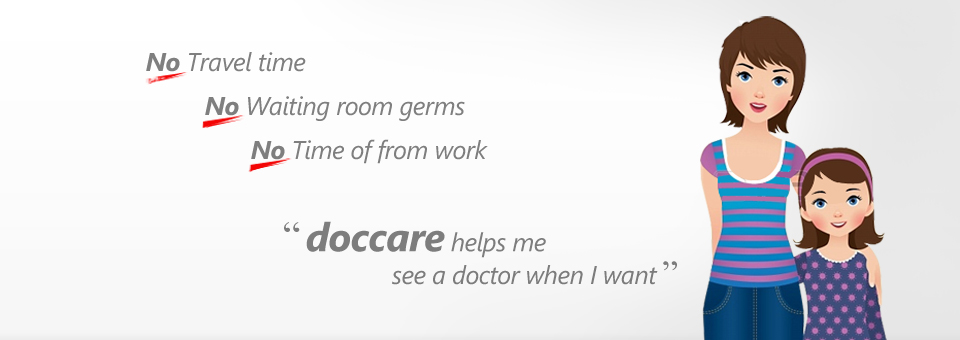 No Travel time
No Waiting room germs
No Time of from work
“ doccare helps me
see a doctor when I want ”